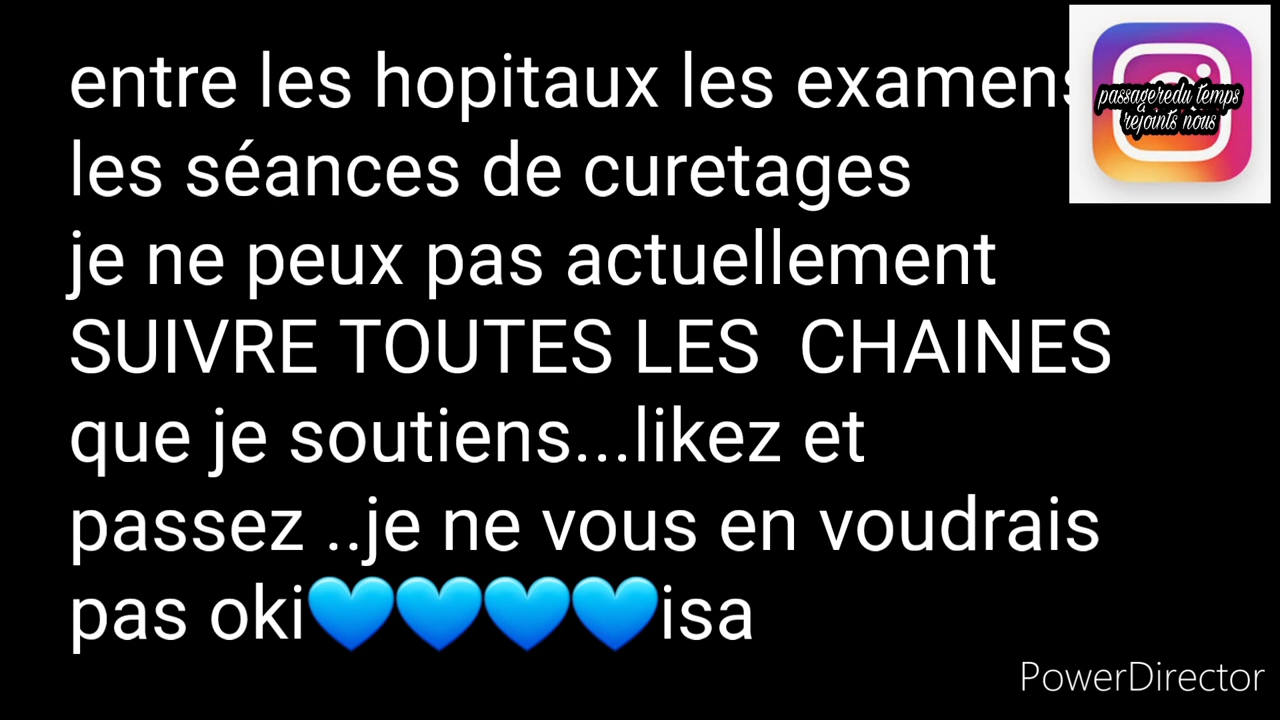 entre les hopitaux les examens
les séances de curetages
je ne peux pas actuellement
SUIVRE TOUTES LES CHAINES
que je soutiens...likez et
passez ..je ne vous en voudrais
pas oki💙💙💙💙isa
passageredu temps
rejoints nous
PowerDirector